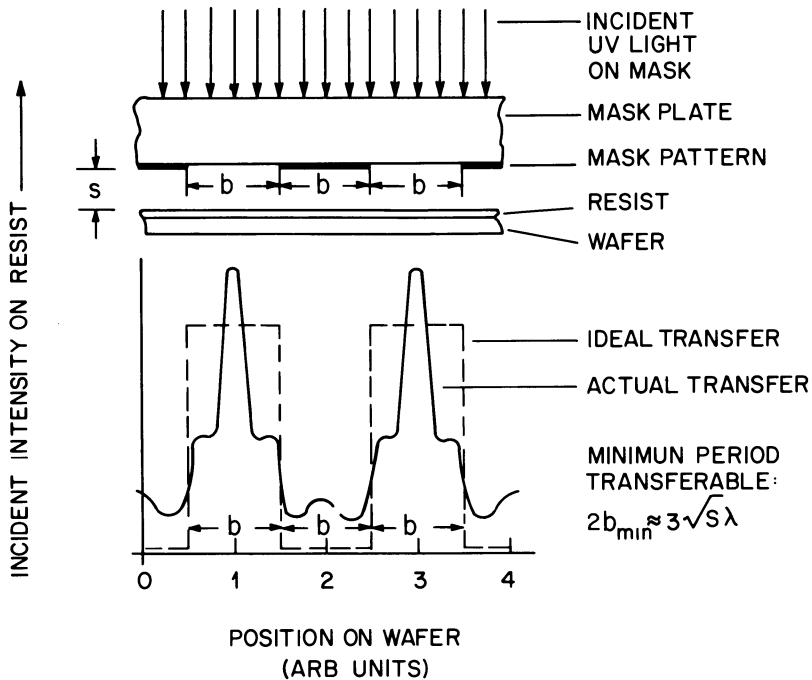 INCIDENT
UV LIGHT
ON MASK
MASK PLATE
MASK PATTERN
S
b b b
RESIST
WAFER
INCIDENT INTENSITY ON RESIST
IDEAL TRANSFER
ACTUAL TRANSFER
MINIMUN PERIOD
TRANSFERABLE:
2b_min ≈ 3√Sλ
b b b
0 1 2 3 4
POSITION ON WAFER
(ARB UNITS)